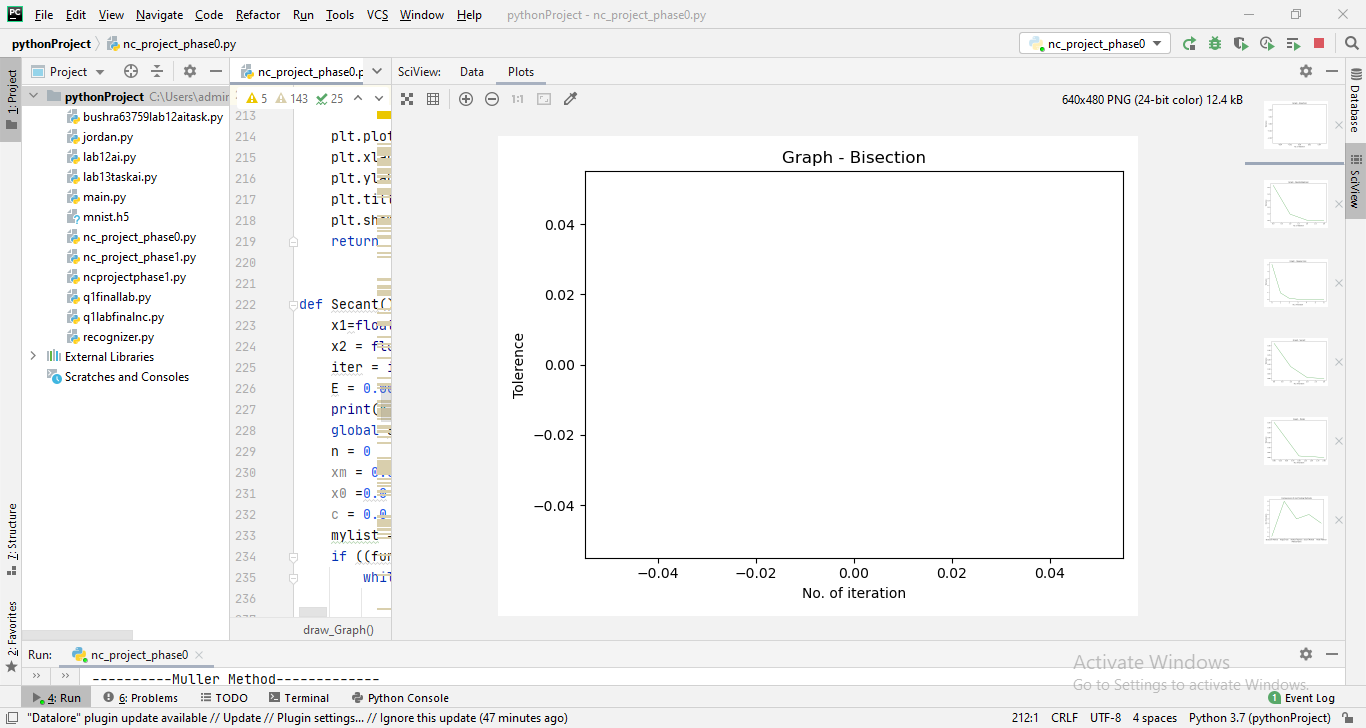 File Edit View Navigate Code Refactor Run Tools VCS Window Help pythonProject - nc_project_phase0.py
pythonProject nc_project_phase0.py nc_project_phase0
1: Project
Project
nc_project_phase0.p
SciView: Data Plots
pythonProject C:\Users\admin
bushra63759lab12aitask.py
jordan.py
lab12ai.py
lab13taskai.py
main.py
mnist.h5
nc_project_phase0.py
nc_project_phase1.py
ncprojectphase1.py
q1finallab.py
q1labfinalnc.py
recognizer.py
External Libraries
Scratches and Consoles
5 143 25
213
214 plt.plot
215 plt.xla
216 plt.yla
217 plt.titl
218 plt.sh
219 return
220
221
222 def Secant()
223 x1=float
224 x2 = flo
225 iter = i
226 E = 0.00
227 print("
228 global
229 n = 0
230 xm = 0.
231 x0 =0.0
232 c = 0.0
233 mylist =
234 if ((fun
235 whil
236
draw_Graph()
1:1
640x480 PNG (24-bit color) 12.4 kB
Graph - Bisection
Tolerence
0.04
0.02
0.00
−0.02
−0.04
−0.04 −0.02 0.00 0.02 0.04
No. of iteration
Database
SciView
7: Structure
2: Favorites
Run: nc_project_phase0
----------Muller Method-------------
Activate Windows
Go to Settings to activate Windows.
4: Run 6: Problems TODO Terminal Python Console 1 Event Log
"Datalore" plugin update available // Update // Plugin settings... // Ignore this update (47 minutes ago) 212:1 CRLF UTF-8 4 spaces Python 3.7 (pythonProject)